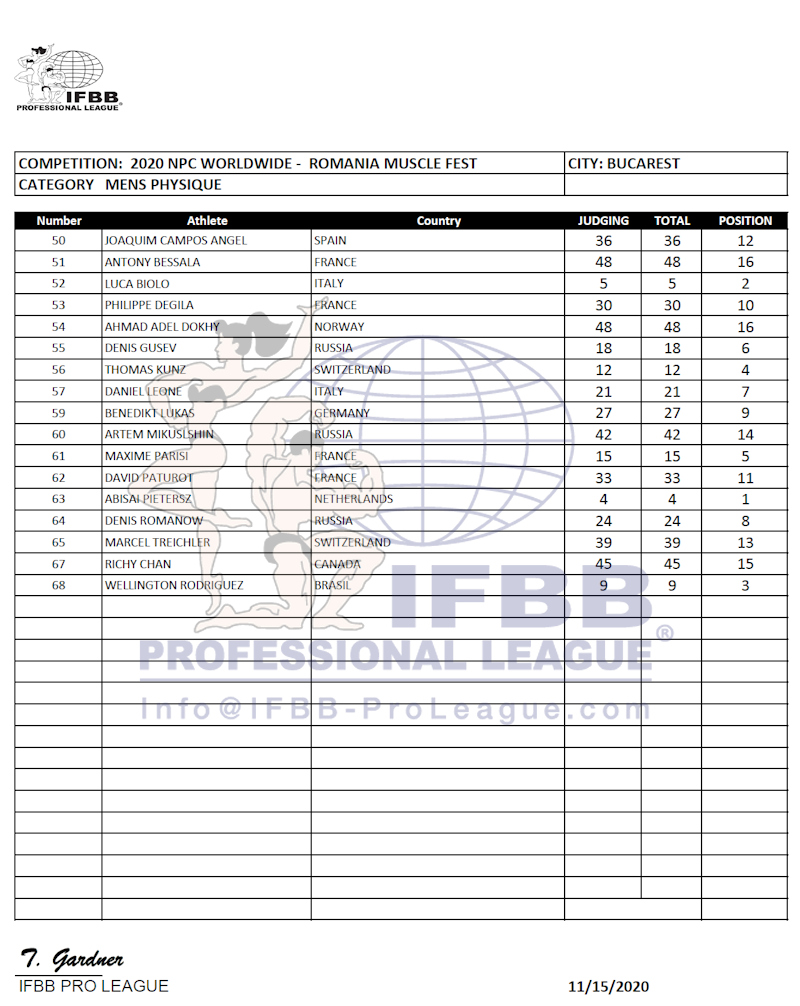 IFBB
PROFESSIONAL LEAGUE®
COMPETITION: 2020 NPC WORLDWIDE - ROMANIA MUSCLE FEST CITY: BUCAREST
CATEGORY MENS PHYSIQUE
Number Athlete Country JUDGING TOTAL POSITION
50 JOAQUIM CAMPOS ANGEL SPAIN 36 36 12
51 ANTONY BESSALA FRANCE 48 48 16
52 LUCA BIOLO ITALY 5 5 2
53 PHILIPPE DEGILA FRANCE 30 30 10
54 AHMAD ADEL DOKHY NORWAY 48 48 16
55 DENIS GUSEV RUSSIA 18 18 6
56 THOMAS KUNZ SWITZERLAND 12 12 4
57 DANIEL LEONE ITALY 21 21 7
59 BENEDIKT LUKAS GERMANY 27 27 9
60 ARTEM MIKUSLSHIN RUSSIA 42 42 14
61 MAXIME PARISI FRANCE 15 15 5
62 DAVID PATUROT FRANCE 33 33 11
63 ABISAI PIETERSZ NETHERLANDS 4 4 1
64 DENIS ROMANOW RUSSIA 24 24 8
65 MARCEL TREICHLER SWITZERLAND 39 39 13
67 RICHY CHAN CANADA 45 45 15
68 WELLINGTON RODRIGUEZ BRASIL 9 9 3
IFBB
PROFESSIONAL LEAGUE®
Info@IFBB-ProLeague.com
T. Gardner
IFBB PRO LEAGUE 11/15/2020